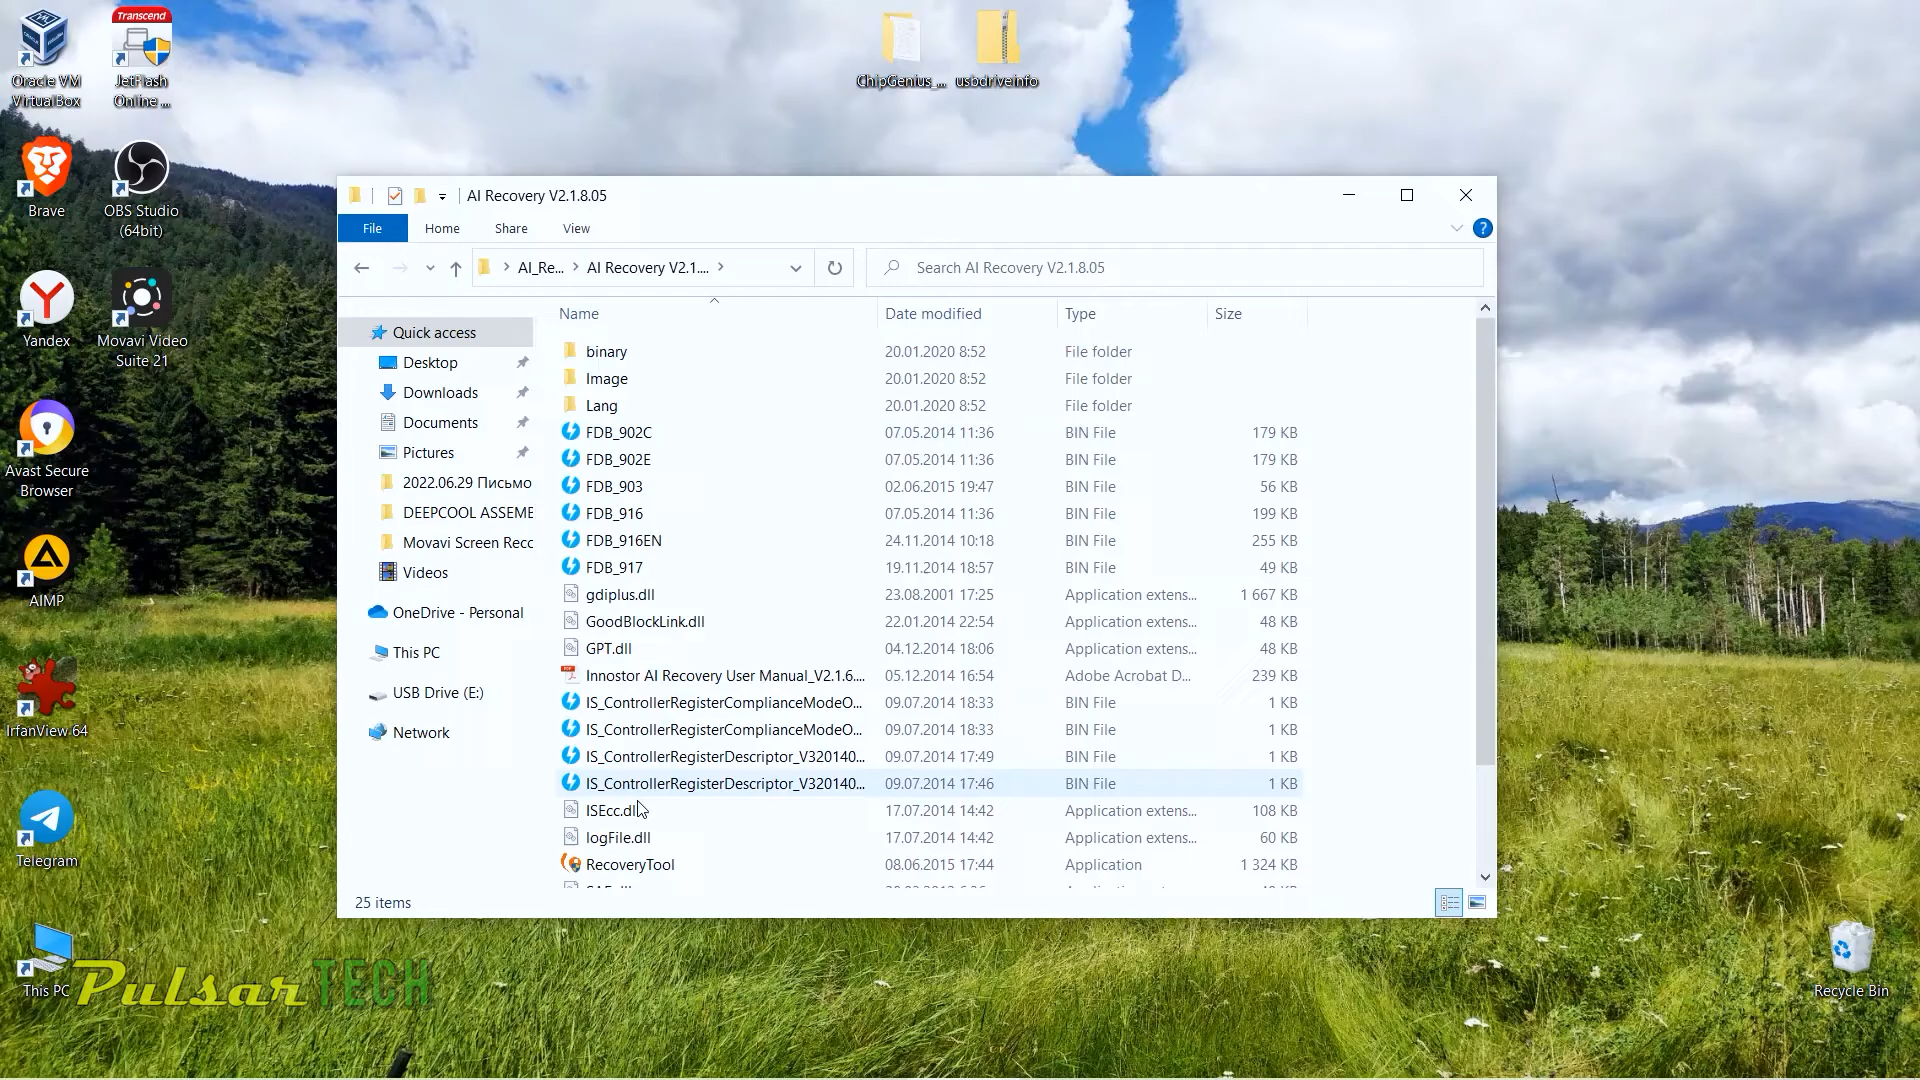 Oracle VM
VirtualBox
Transcend
JetFlash
Online ...
ChipGenius_...
usbdriveinfo
Brave
OBS Studio
(64bit)
Yandex
Movavi Video
Suite 21
Avast Secure
Browser
AIMP
IrfanView 64
Telegram
This PC
Recycle Bin
PulsarTECH
AI Recovery V2.1.8.05
File
Home
Share
View
AI_Re...
AI Recovery V2.1....
Search AI Recovery V2.1.8.05
Quick access
Desktop
Downloads
Documents
Pictures
2022.06.29 Письмо
DEEPCOOL ASSEME
Movavi Screen Recc
Videos
OneDrive - Personal
This PC
USB Drive (E:)
Network
Name Date modified Type Size
binary 20.01.2020 8:52 File folder
Image 20.01.2020 8:52 File folder
Lang 20.01.2020 8:52 File folder
FDB_902C 07.05.2014 11:36 BIN File 179 KB
FDB_902E 07.05.2014 11:36 BIN File 179 KB
FDB_903 02.06.2015 19:47 BIN File 56 KB
FDB_916 07.05.2014 11:36 BIN File 199 KB
FDB_916EN 24.11.2014 10:18 BIN File 255 KB
FDB_917 19.11.2014 18:57 BIN File 49 KB
gdiplus.dll 23.08.2001 17:25 Application extens... 1 667 KB
GoodBlockLink.dll 22.01.2014 22:54 Application extens... 48 KB
GPT.dll 04.12.2014 18:06 Application extens... 48 KB
Innostor AI Recovery User Manual_V2.1.6.... 05.12.2014 16:54 Adobe Acrobat D... 239 KB
IS_ControllerRegisterComplianceModeO... 09.07.2014 18:33 BIN File 1 KB
IS_ControllerRegisterComplianceModeO... 09.07.2014 18:33 BIN File 1 KB
IS_ControllerRegisterDescriptor_V320140... 09.07.2014 17:49 BIN File 1 KB
IS_ControllerRegisterDescriptor_V320140... 09.07.2014 17:46 BIN File 1 KB
ISEcc.dll 17.07.2014 14:42 Application extens... 108 KB
logFile.dll 17.07.2014 14:42 Application extens... 60 KB
RecoveryTool 08.06.2015 17:44 Application 1 324 KB
25 items